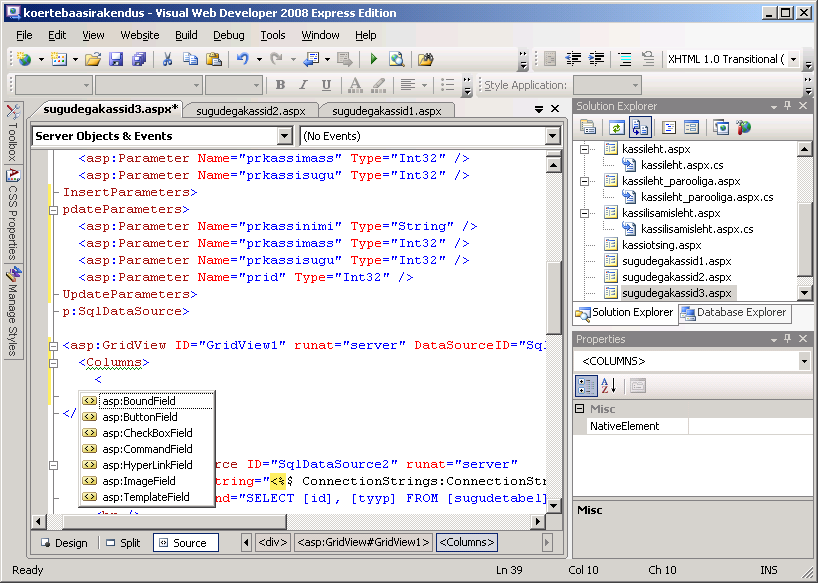 koertebaasirakendus - Visual Web Developer 2008 Express Edition
File Edit View Website Build Debug Tools Window Help
XHTML 1.0 Transitional (
B I U A Style Application:
Toolbox
CSS Properties
Manage Styles
sugudegakassid3.aspx* sugudegakassid2.aspx sugudegakassid1.aspx
Server Objects & Events (No Events)
<asp:Parameter Name="prkassimass" Type="Int32" />
<asp:Parameter Name="prkassisugu" Type="Int32" />
InsertParameters>
pdateParameters>
<asp:Parameter Name="prkassinimi" Type="String" />
<asp:Parameter Name="prkassimass" Type="Int32" />
<asp:Parameter Name="prkassisugu" Type="Int32" />
<asp:Parameter Name="prid" Type="Int32" />
UpdateParameters>
p:SqlDataSource>
<asp:GridView ID="GridView1" runat="server" DataSourceID="Sql
<Columns>
<
</
asp:BoundField
asp:ButtonField
asp:CheckBoxField
asp:CommandField
asp:HyperLinkField
asp:ImageField
asp:TemplateField
rce ID="SqlDataSource2" runat="server"
tring="<%$ ConnectionStrings:ConnectionStr
nd="SELECT [id], [tyyp] FROM [sugudetabel]
Design Split Source <div> <asp:GridView#GridView1> <Columns>
Solution Explorer
kassileht.aspx
kassileht.aspx.cs
kassileht_parooliga.aspx
kassileht_parooliga.aspx.cs
kassilisamisleht.aspx
kassilisamisleht.aspx.cs
kassiotsing.aspx
sugudegakassid1.aspx
sugudegakassid2.aspx
sugudegakassid3.aspx
Solution Explorer Database Explorer
Properties
<COLUMNS>
Misc
NativeElement
Misc
Ready Ln 39 Col 10 Ch 10 INS